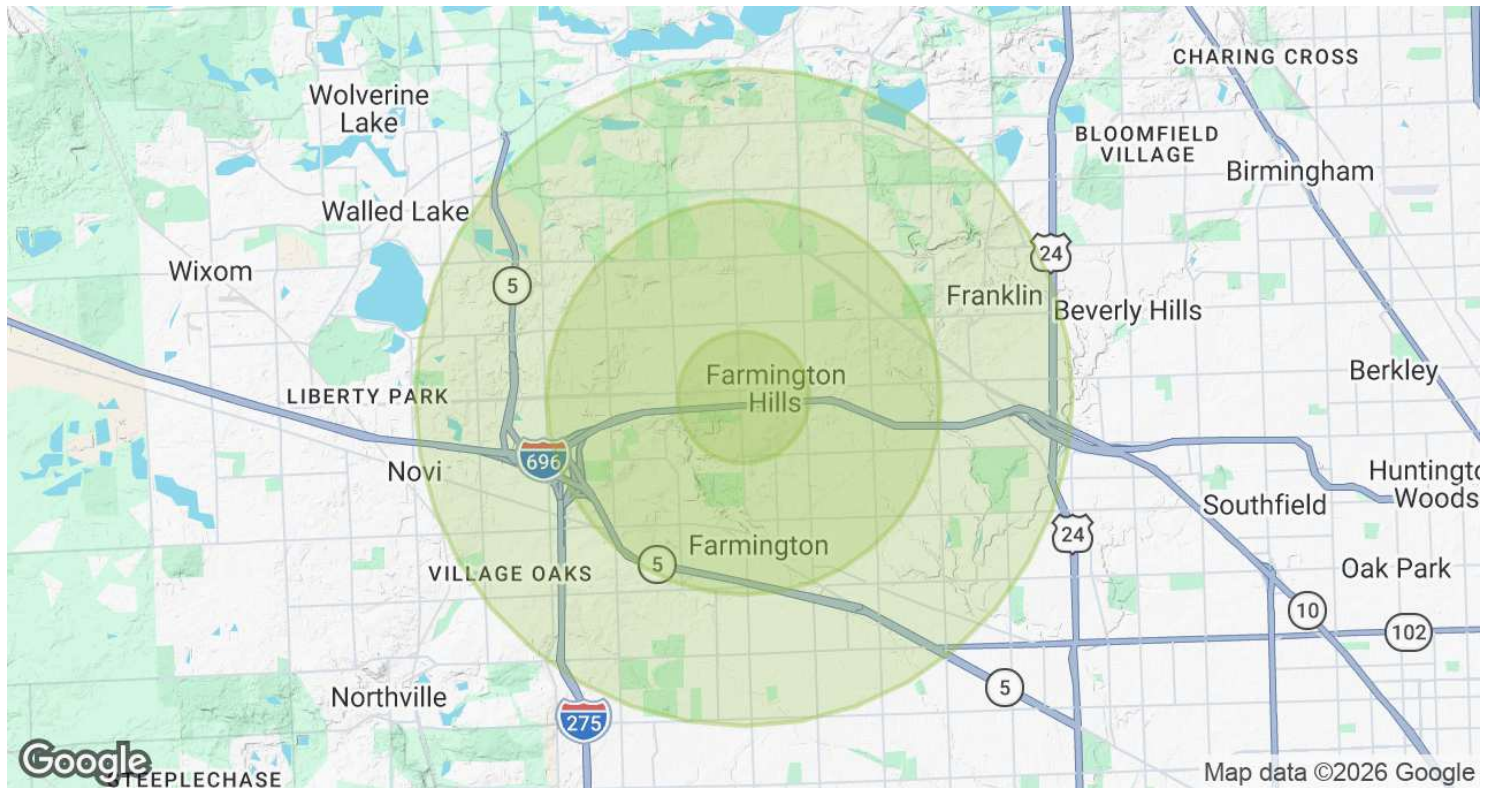 CHARING CROSS
Wolverine
Lake
BLOOMFIELD
VILLAGE
Birmingham
Walled Lake
24
Wixom
5
Franklin
Beverly Hills
Farmington
Hills
Berkley
LIBERTY PARK
696
Novi
Huntingto
Woods
Southfield
24
Farmington
5
VILLAGE OAKS
Oak Park
10
102
5
Northville
275
Google
STEEPLECHASE
Map data ©2026 Google